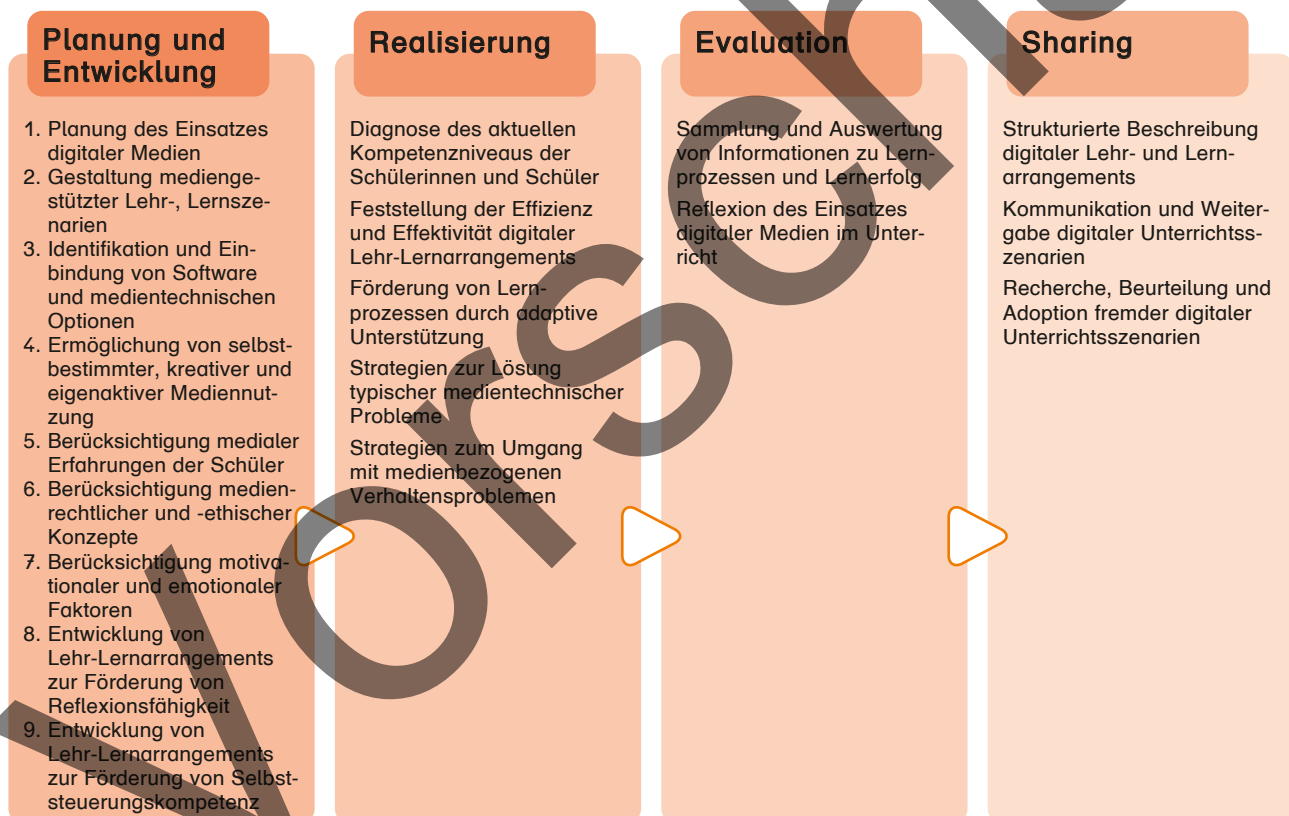 Planung und
Entwicklung
1. Planung des Einsatzes
digitaler Medien
2. Gestaltung medienge-
stützter Lehr-, Lernsze-
narien
3. Identifikation und Ein-
bindung von Software
und medientechnischen
Optionen
4. Ermöglichung von selbst-
bestimmter, kreativer und
eigenaktiver Mediennut-
zung
5. Berücksichtigung medialer
Erfahrungen der Schüler
6. Berücksichtigung medien-
rechtlicher und -ethischer
Konzepte
7. Berücksichtigung motiva-
tionaler und emotionaler
Faktoren
8. Entwicklung von
Lehr-Lernarrangements
zur Förderung von
Reflexionsfähigkeit
9. Entwicklung von
Lehr-Lernarrangements
zur Förderung von Selbst-
steuerungskompetenz
Realisierung
Diagnose des aktuellen
Kompetenzniveaus der
Schülerinnen und Schüler
Feststellung der Effizienz
und Effektivität digitaler
Lehr-Lernarrangements
Förderung von Lern-
prozessen durch adaptive
Unterstützung
Strategien zur Lösung
typischer medientechnischer
Probleme
Strategien zum Umgang
mit medienbezogenen
Verhaltensproblemen
Evaluation
Sammlung und Auswertung
von Informationen zu Lern-
prozessen und Lernerfolg
Reflexion des Einsatzes
digitaler Medien im Unter-
richt
Sharing
Strukturierte Beschreibung
digitaler Lehr- und Lern-
arrangements
Kommunikation und Weiter-
gabe digitaler Unterrichtss-
zenarien
Recherche, Beurteilung und
Adoption fremder digitaler
Unterrichtsszenarien